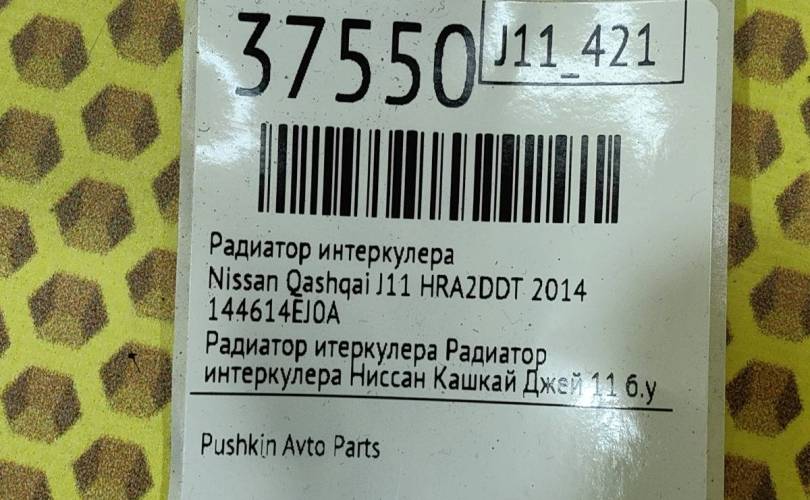 37550
J11_421
Радиатор интеркулера
Nissan Qashqai J11 HRA2DDT 2014
144614EJ0A
Радиатор итеркулера Радиатор
интеркулера Ниссан Кашкай Джей 11 б.у
Pushkin Avto Parts